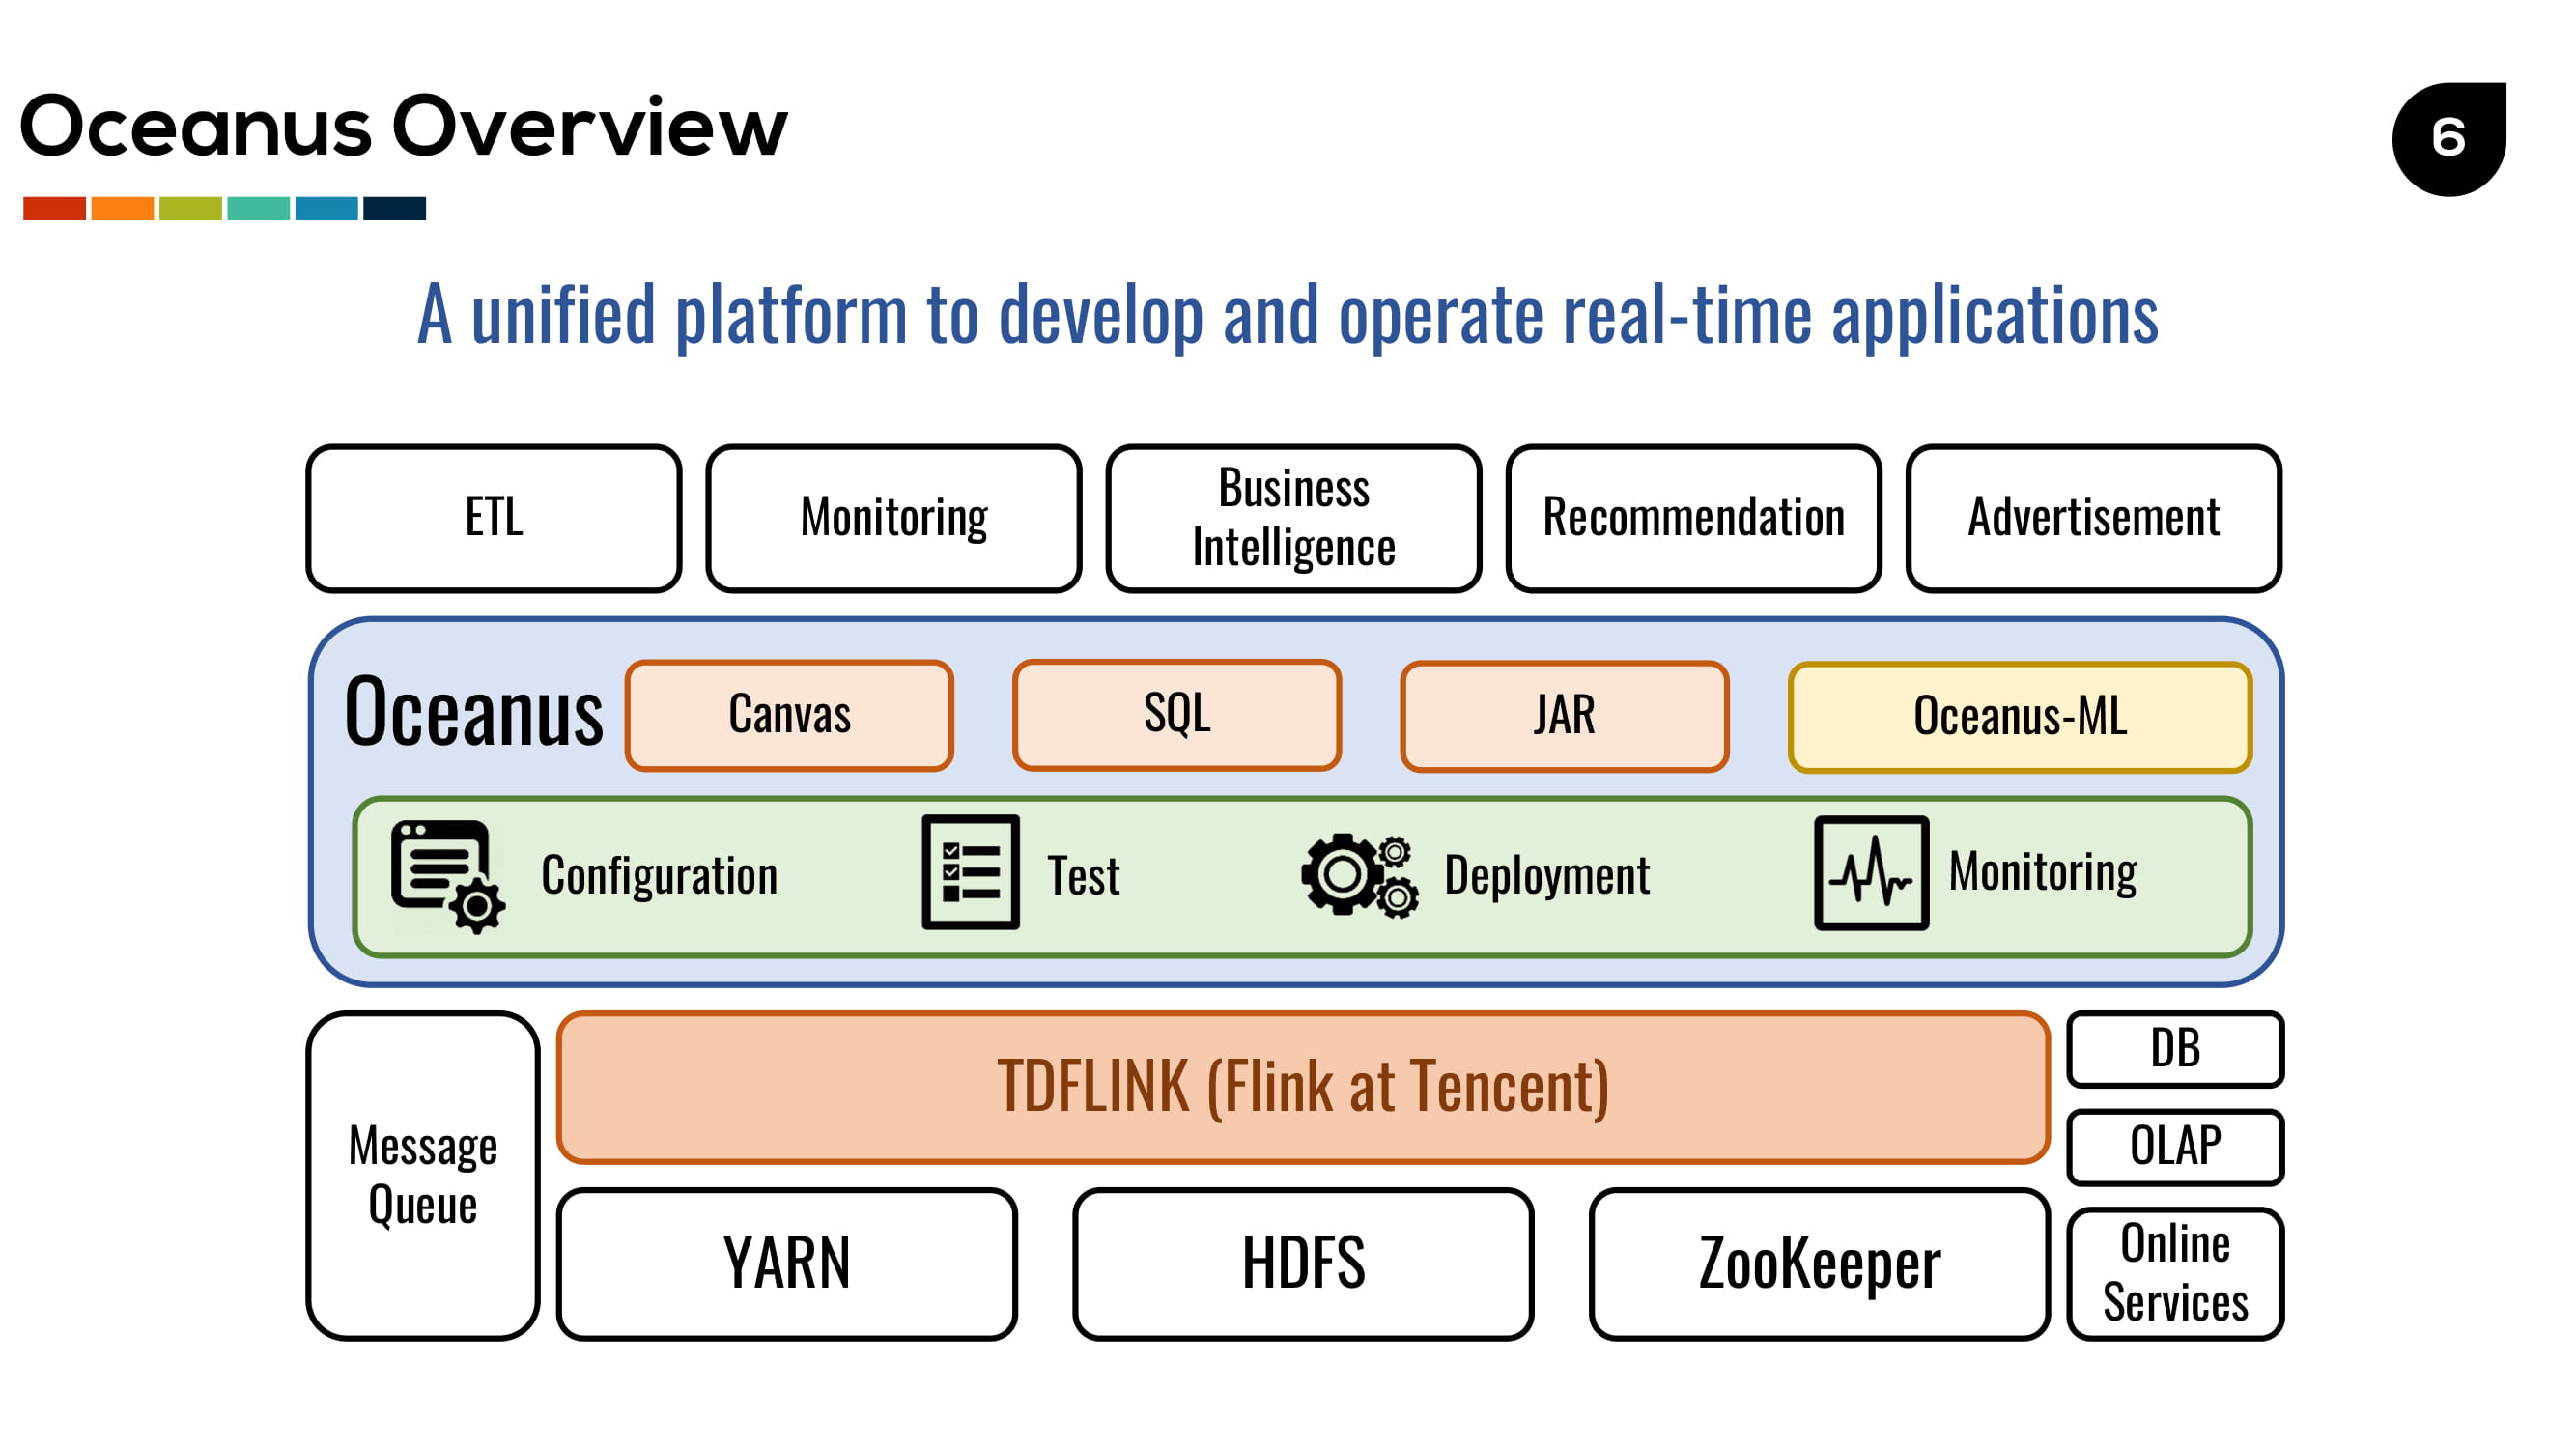 Oceanus Overview
6
A unified platform to develop and operate real-time applications
ETL
Monitoring
Business
Intelligence
Recommendation
Advertisement
Oceanus
Canvas
SQL
JAR
Oceanus-ML
Configuration
Test
Deployment
Monitoring
Message
Queue
TDFLINK (Flink at Tencent)
DB
OLAP
YARN
HDFS
ZooKeeper
Online
Services